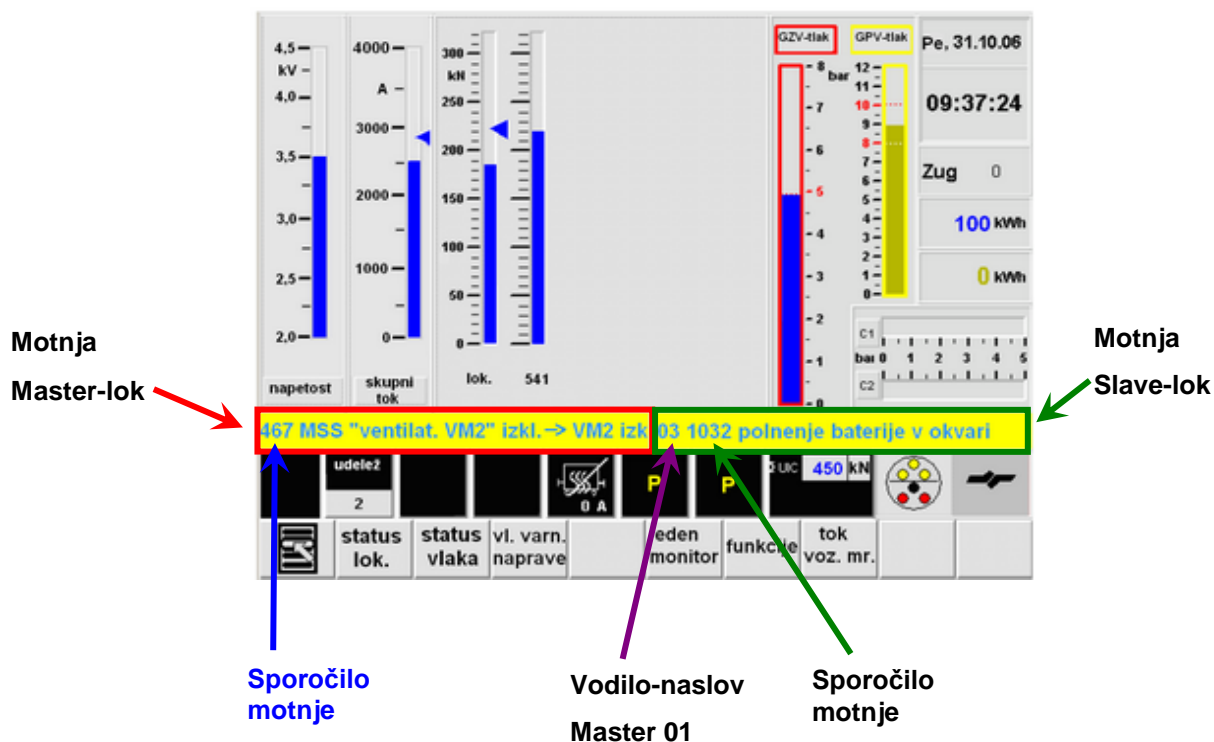 GZV-tlak
GPV-tlak
Pe, 31.10.06
4,5
kV
4,0
3,5
3,0
2,5
2,0
napetost
4000
A
3000
2000
1000
0
skupni
tok
300
kN
250
200
150
100
50
0
lok.
541
8
bar
7
6
5
4
3
2
1
0
12
11
10
9
8
7
6
5
4
3
2
1
0
09:37:24
Zug 0
100 kWh
0 kWh
C1
bar 0 1 2 3 4 5
C2
Motnja
Master-lok
Motnja
Slave-lok
467 MSS "ventilat. VM2" izkl.-> VM2 izk
03 1032 polnenje baterije v okvari
udelež
2
0 A
P
P
UIC 450 kN
status
lok.
status
vlaka
vl. varn.
naprave
eden
monitor
funkcije
tok
voz. mr.
Sporočilo
motnje
Vodilo-naslov
Master 01
Sporočilo
motnje